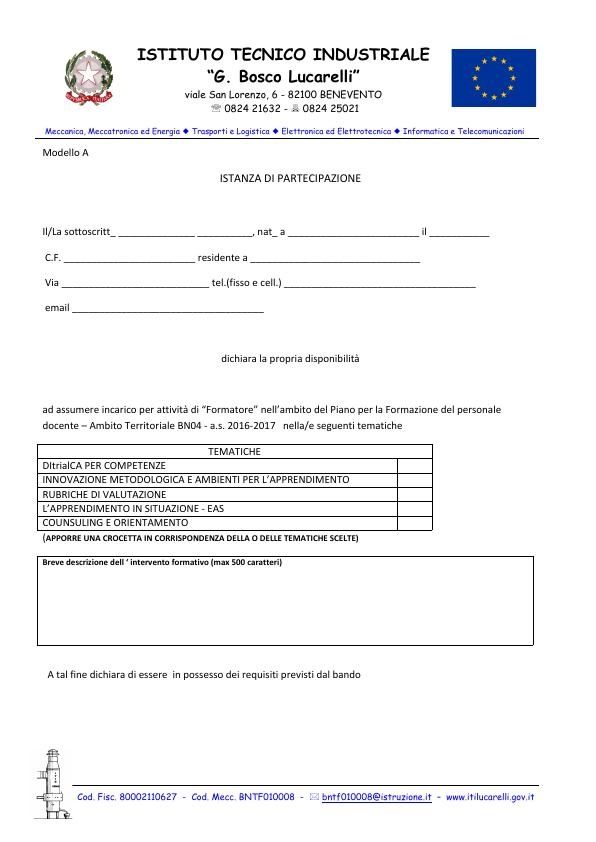 ISTITUTO TECNICO INDUSTRIALE
“G. Bosco Lucarelli”
viale San Lorenzo, 6 - 82100 BENEVENTO
☏ 0824 21632 - 0824 25021
Meccanica, Meccatronica ed Energia ◆ Trasporti e Logistica ◆ Elettronica ed Elettrotecnica ◆ Informatica e Telecomunicazioni
Modello A
ISTANZA DI PARTECIPAZIONE
Il/La sottoscritt_ ______________ __________, nat_ a ________________________ il ___________
C.F. ________________________ residente a _______________________________
Via ___________________________ tel.(fisso e cell.) ___________________________________
email ___________________________________
dichiara la propria disponibilità
ad assumere incarico per attività di “Formatore” nell’ambito del Piano per la Formazione del personale
docente – Ambito Territoriale BN04 - a.s. 2016-2017 nella/e seguenti tematiche
TEMATICHE
DItrialCA PER COMPETENZE
INNOVAZIONE METODOLOGICA E AMBIENTI PER L’APPRENDIMENTO
RUBRICHE DI VALUTAZIONE
L’APPRENDIMENTO IN SITUAZIONE - EAS
COUNSULING E ORIENTAMENTO
(APPORRE UNA CROCETTA IN CORRISPONDENZA DELLA O DELLE TEMATICHE SCELTE)
Breve descrizione dell ‘ intervento formativo (max 500 caratteri)
A tal fine dichiara di essere in possesso dei requisiti previsti dal bando
Cod. Fisc. 80002110627 - Cod. Mecc. BNTF010008 - ✉ bntf010008@istruzione.it – www.itilucarelli.gov.it